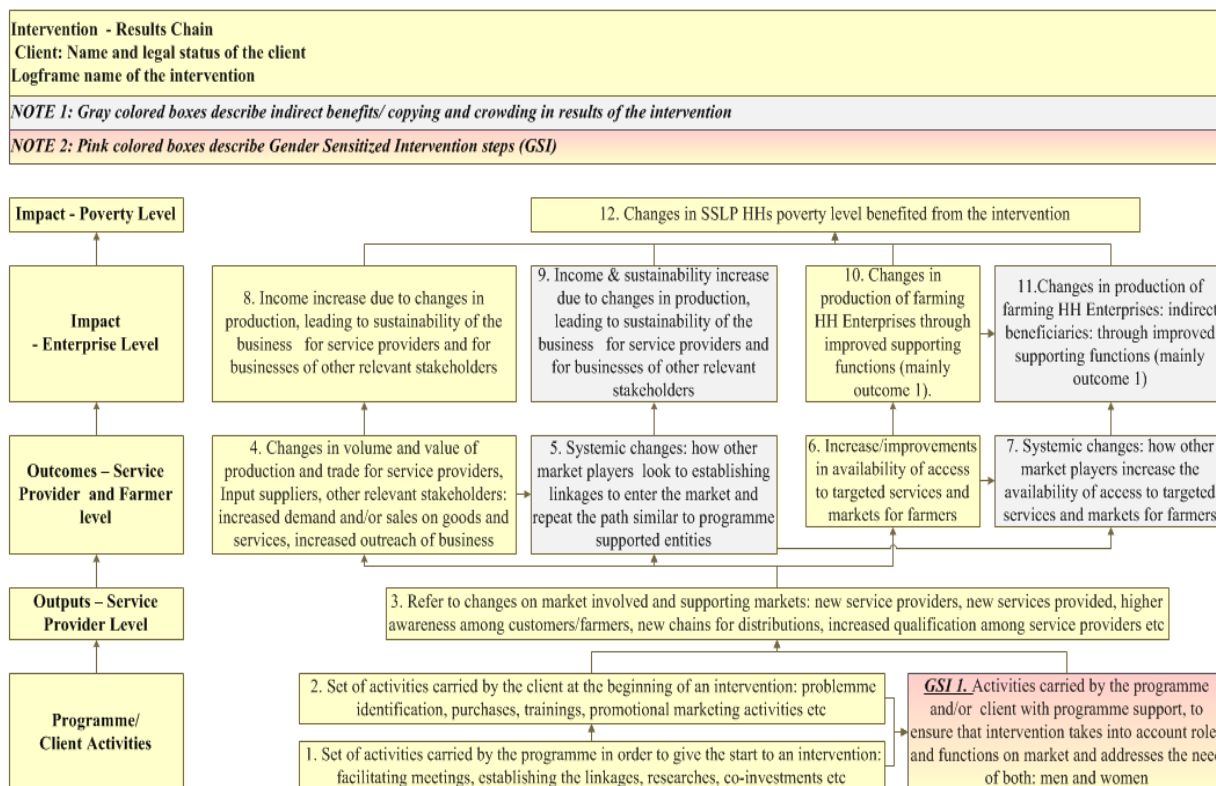 Intervention - Results Chain
Client: Name and legal status of the client
Logframe name of the intervention
NOTE 1: Gray colored boxes describe indirect benefits/ copying and crowding in results of the intervention
NOTE 2: Pink colored boxes describe Gender Sensitized Intervention steps (GSI)
Impact - Poverty Level
12. Changes in SSLP HHs poverty level benefited from the intervention
Impact
- Enterprise Level
8. Income increase due to changes in
production, leading to sustainability of the
business for service providers and for
businesses of other relevant stakeholders
9. Income & sustainability increase
due to changes in production,
leading to sustainability of the
business for service providers and
for businesses of other relevant
stakeholders
10. Changes in
production of farming
HH Enterprises through
improved supporting
functions (mainly
outcome 1).
11.Changes in production of
farming HH Enterprises: indirect
beneficiaries: through improved
supporting functions (mainly
outcome 1)
Outcomes – Service
Provider and Farmer
level
4. Changes in volume and value of
production and trade for service providers,
Input suppliers, other relevant stakeholders:
increased demand and/or sales on goods and
services, increased outreach of business
5. Systemic changes: how other
market players look to establishing
linkages to enter the market and
repeat the path similar to programme
supported entities
6. Increase/improvements
in availability of access
to targeted services and
markets for farmers
7. Systemic changes: how other
market players increase the
availability of access to targeted
services and markets for farmers
Outputs – Service
Provider Level
3. Refer to changes on market involved and supporting markets: new service providers, new services provided, higher
awareness among customers/farmers, new chains for distributions, increased qualification among service providers etc
Programme/
Client Activities
2. Set of activities carried by the client at the beginning of an intervention: problemme
identification, purchases, trainings, promotional marketing activities etc
1. Set of activities carried by the programme in order to give the start to an intervention:
facilitating meetings, establishing the linkages, researches, co-investments etc
GSI 1. Activities carried by the programme
and/or client with programme support, to
ensure that intervention takes into account role
and functions on market and addresses the nee
of both: men and women